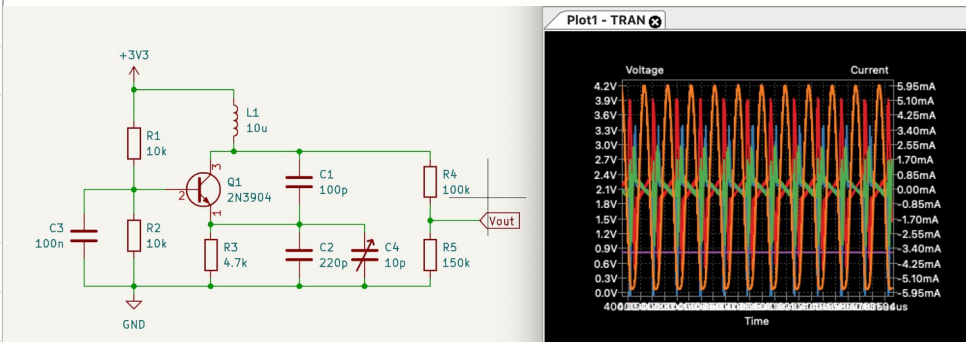 +3V3
L1
10u
R1
10k
3
Q1
2N3904
2
1
C1
100p
R4
100k
Vout
C3
100n
R2
10k
R3
4.7k
C2
220p
C4
10p
R5
150k
GND
Plot1 - TRAN
Voltage Current
4.2V 5.95mA
3.9V 5.10mA
3.6V 4.25mA
3.3V 3.40mA
3.0V 2.55mA
2.7V 1.70mA
2.4V 0.85mA
2.1V 0.00mA
1.8V -0.85mA
1.5V -1.70mA
1.2V -2.55mA
0.9V -3.40mA
0.6V -4.25mA
0.3V -5.10mA
0.0V -5.95mA
Time